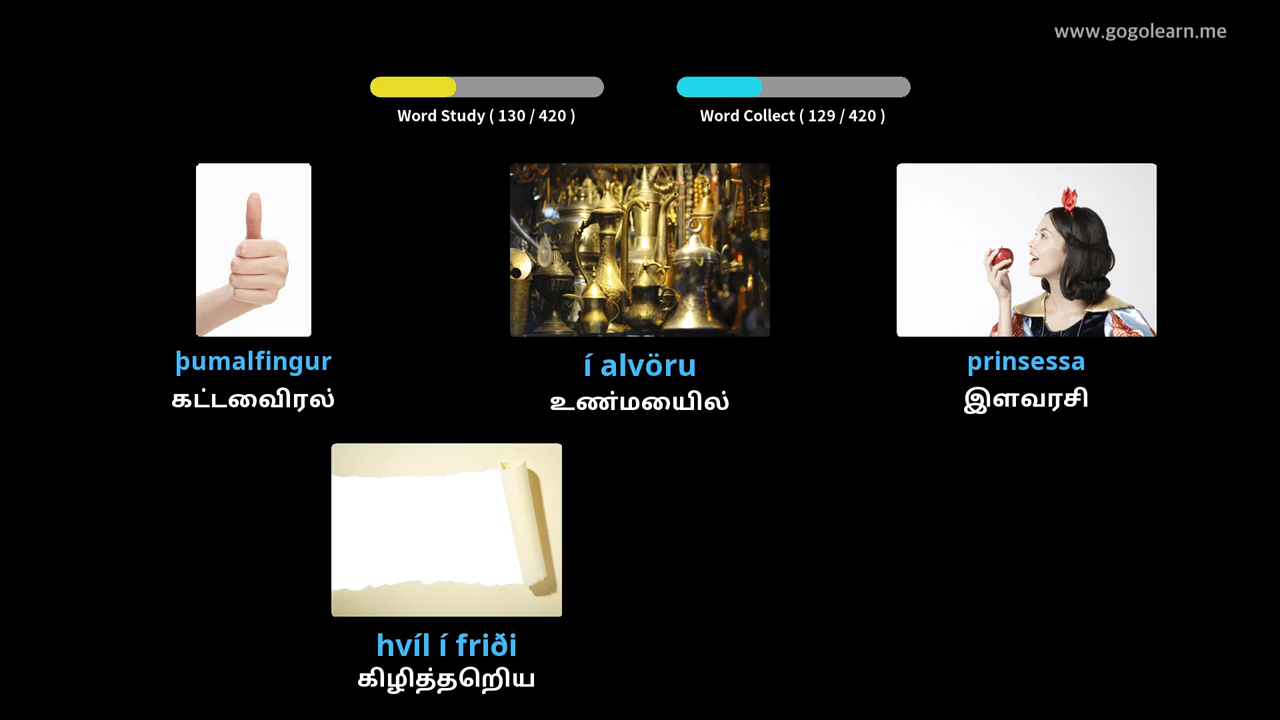 www.gogolearn.me
Word Study ( 130 / 420 )
Word Collect ( 129 / 420 )
þumalfingur
கட்டைவிரல்
í alvöru
உண்மையில்
prinsessa
இளவரசி
hvíl í friði
கிழித்தெறிய